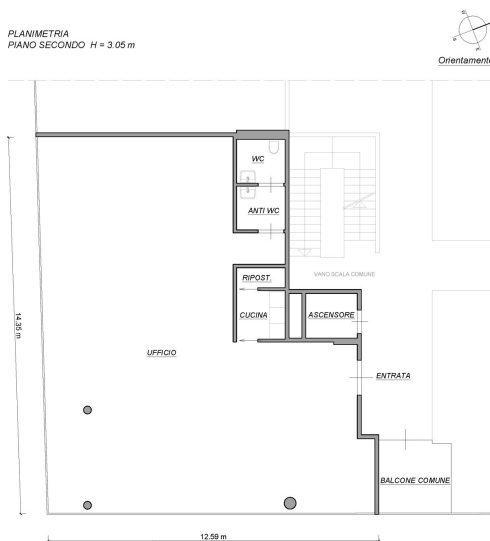 PLANIMETRIA
PIANO SECONDO H = 3.05 m
Orientamento
WC
ANTI WC
VANO SCALA COMUNE
RIPOST.
CUCINA
ASCENSORE
14.35 m
UFFICIO
ENTRATA
BALCONE COMUNE
12.59 m